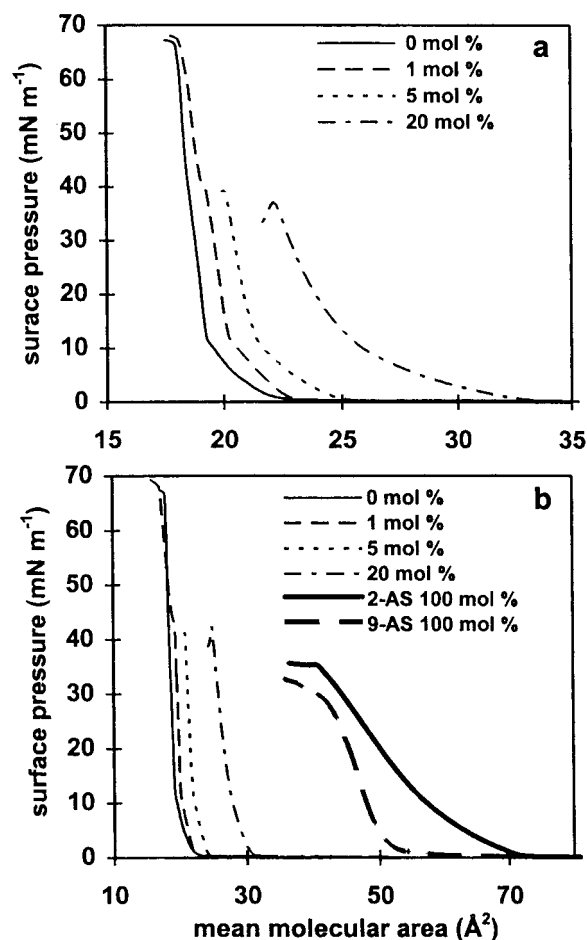 a
0 mol %
1 mol %
5 mol %
20 mol %
70
60
50
40
30
20
10
0
surace pressure (mN m⁻¹)
15 20 25 30 35
b
0 mol %
1 mol %
5 mol %
20 mol %
2-AS 100 mol %
9-AS 100 mol %
70
60
50
40
30
20
10
0
surface pressure (mN m⁻¹)
10 30 50 70
mean molecular area (Å²)